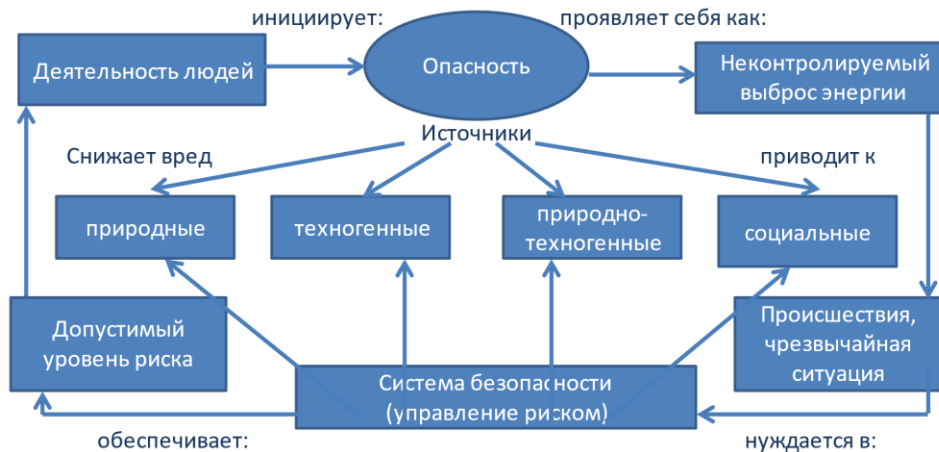 инициирует:
проявляет себя как:
Деятельность людей
Опасность
Неконтролируемый
выброс энергии
Источники
Снижает вред
приводит к
природные
техногенные
природно-
техногенные
социальные
Допустимый
уровень риска
Происшествия,
чрезвычайная
ситуация
Система безопасности
(управление риском)
обеспечивает:
нуждается в: